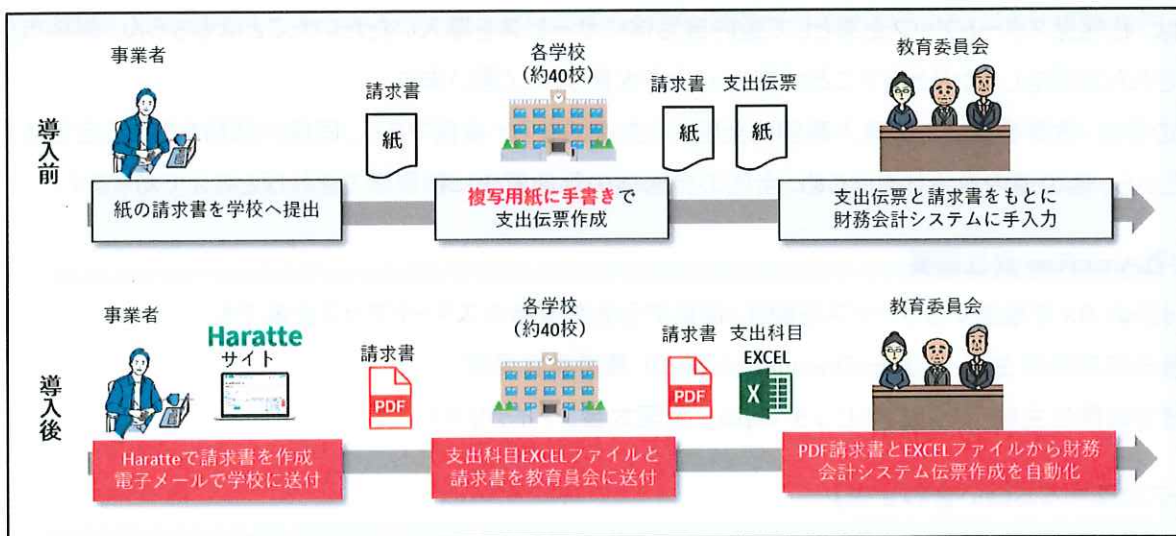 導入前
事業者
請求書
紙
各学校
(約40校)
請求書
支出伝票
紙
紙
教育委員会
紙の請求書を学校へ提出
複写用紙に手書きで
支出伝票作成
支出伝票と請求書をもとに
財務会計システムに手入力
導入後
事業者
Haratte
サイト
請求書
PDF
各学校
(約40校)
請求書
PDF
支出科目
EXCEL
X
教育委員会
Haratteで請求書を作成
電子メールで学校に送付
支出科目EXCELファイルと
請求書を教育員会に送付
PDF請求書とEXCELファイルから財務
会計システム伝票作成を自動化